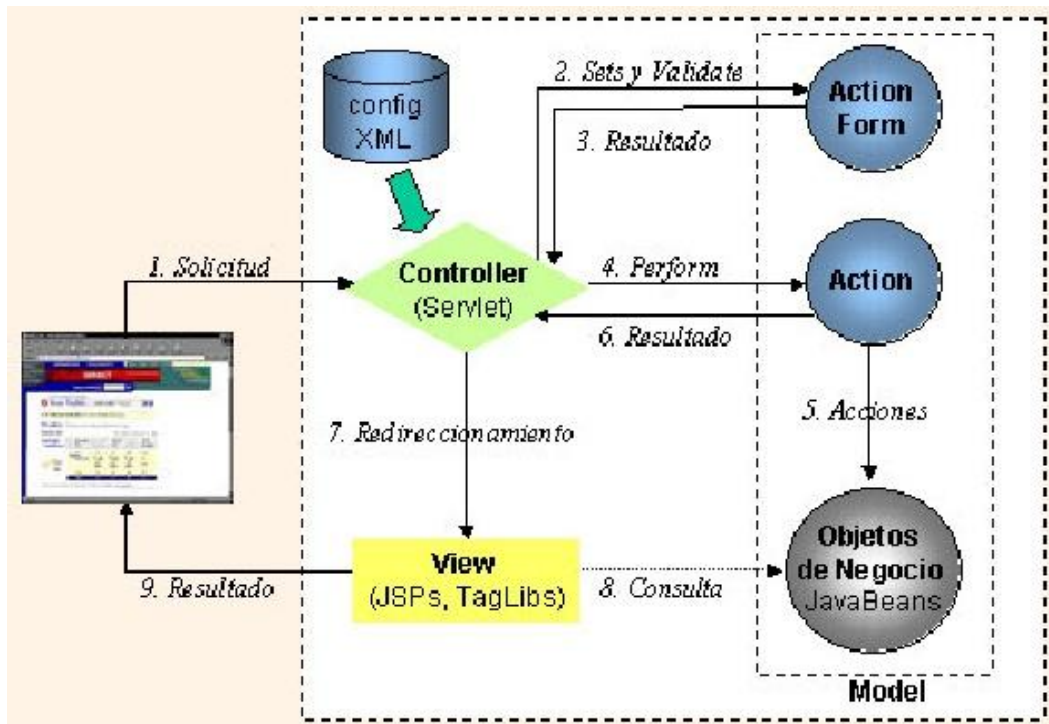 config
XML
2. Sets y Validate
Action
Form
3. Resultado
1. Solicitud
Controller
(Servlet)
4. Perform
Action
6. Resultado
7. Redireccionamiento
5. Acciones
Objetos
de Negocio
JavaBeans
View
(JSPs, TagLibs)
8. Consulta
9. Resultado
Model